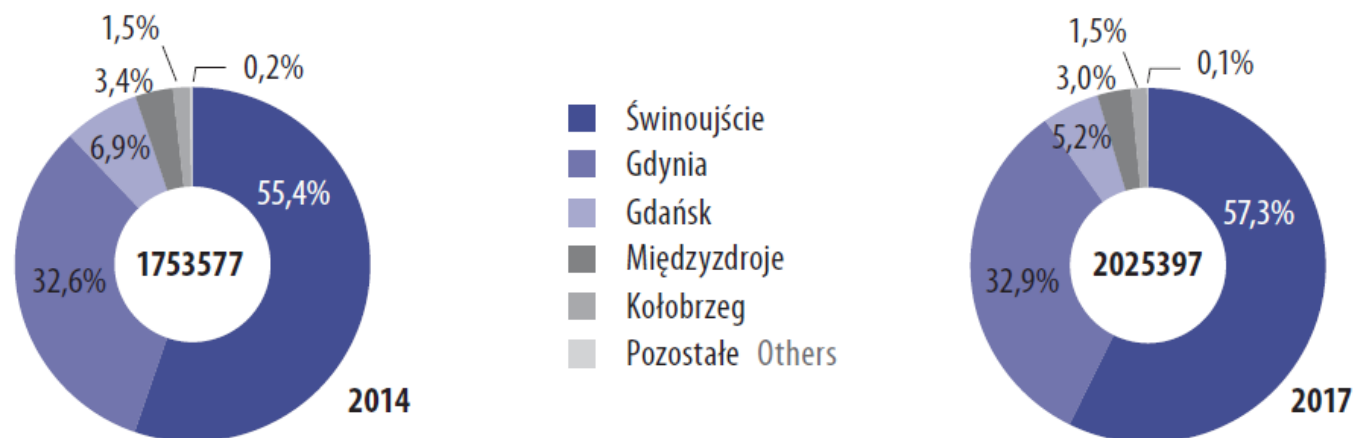 1,5%
0,2%
3,4%
6,9%
55,4%
1753577
32,6%
2014
Świnoujście
Gdynia
Gdańsk
Międzyzdroje
Kołobrzeg
Pozostałe Others
1,5%
0,1%
3,0%
5,2%
57,3%
2025397
32,9%
2017